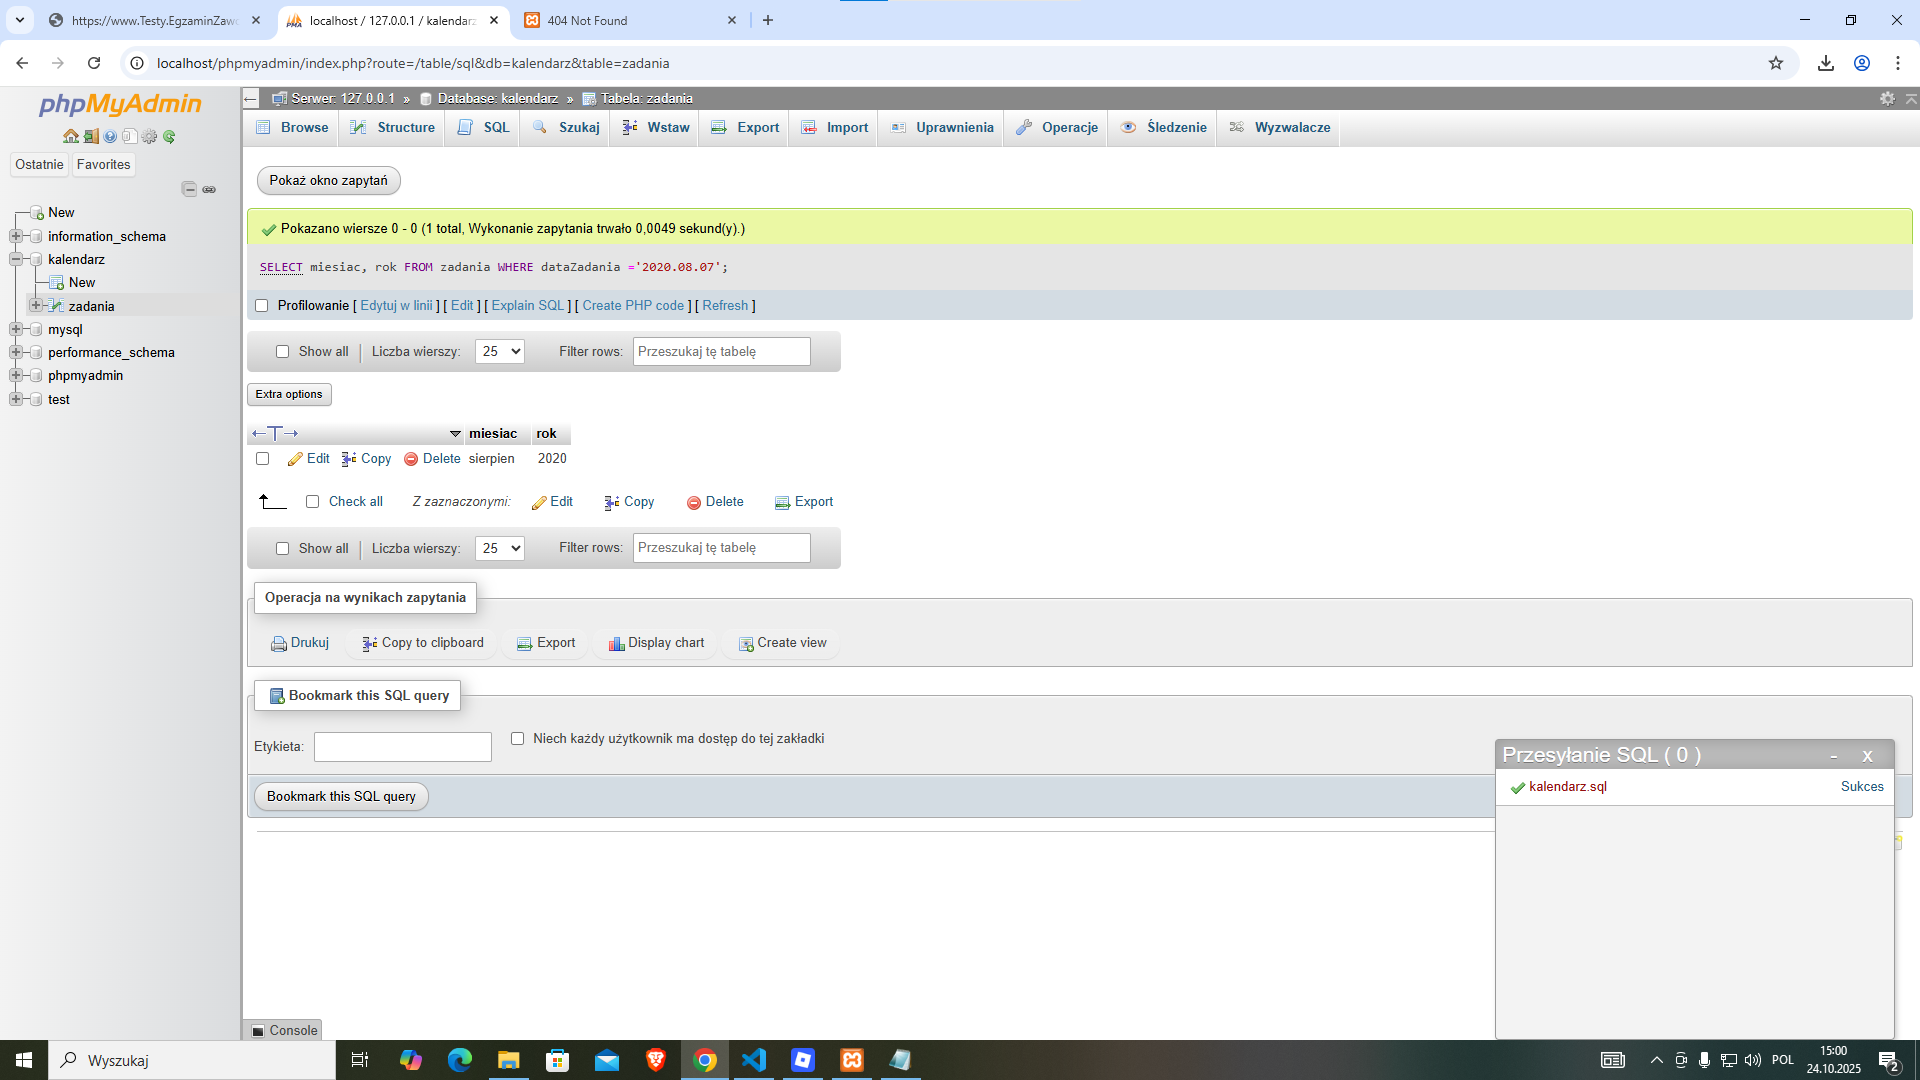 https://www.Testy.EgzaminZawo
localhost / 127.0.0.1 / kalendarz
404 Not Found
localhost/phpmyadmin/index.php?route=/table/sql&db=kalendarz&table=zadania
phpMyAdmin
Ostatnie
Favorites
New
information_schema
kalendarz
New
zadania
mysql
performance_schema
phpmyadmin
test
Serwer: 127.0.0.1 » Database: kalendarz » Tabela: zadania
Browse
Structure
SQL
Szukaj
Wstaw
Export
Import
Uprawnienia
Operacje
Śledzenie
Wyzwalacze
Pokaż okno zapytań
Pokazano wiersze 0 - 0 (1 total, Wykonanie zapytania trwało 0,0049 sekund(y).)
SELECT miesiac, rok FROM zadania WHERE dataZadania ='2020.08.07';
Profilowanie [ Edytuj w linii ] [ Edit ] [ Explain SQL ] [ Create PHP code ] [ Refresh ]
Show all | Liczba wierszy: 25 Filter rows: Przeszukaj tę tabelę
Extra options
←T→ miesiac rok
Edit Copy Delete sierpien 2020
Check all Z zaznaczonymi: Edit Copy Delete Export
Show all | Liczba wierszy: 25 Filter rows: Przeszukaj tę tabelę
Operacja na wynikach zapytania
Drukuj Copy to clipboard Export Display chart Create view
Bookmark this SQL query
Etykieta:
Niech każdy użytkownik ma dostęp do tej zakładki
Bookmark this SQL query
Przesyłanie SQL ( 0 ) - x
kalendarz.sql Sukces
Console
Wyszukaj
POL
15:00
24.10.2025
2